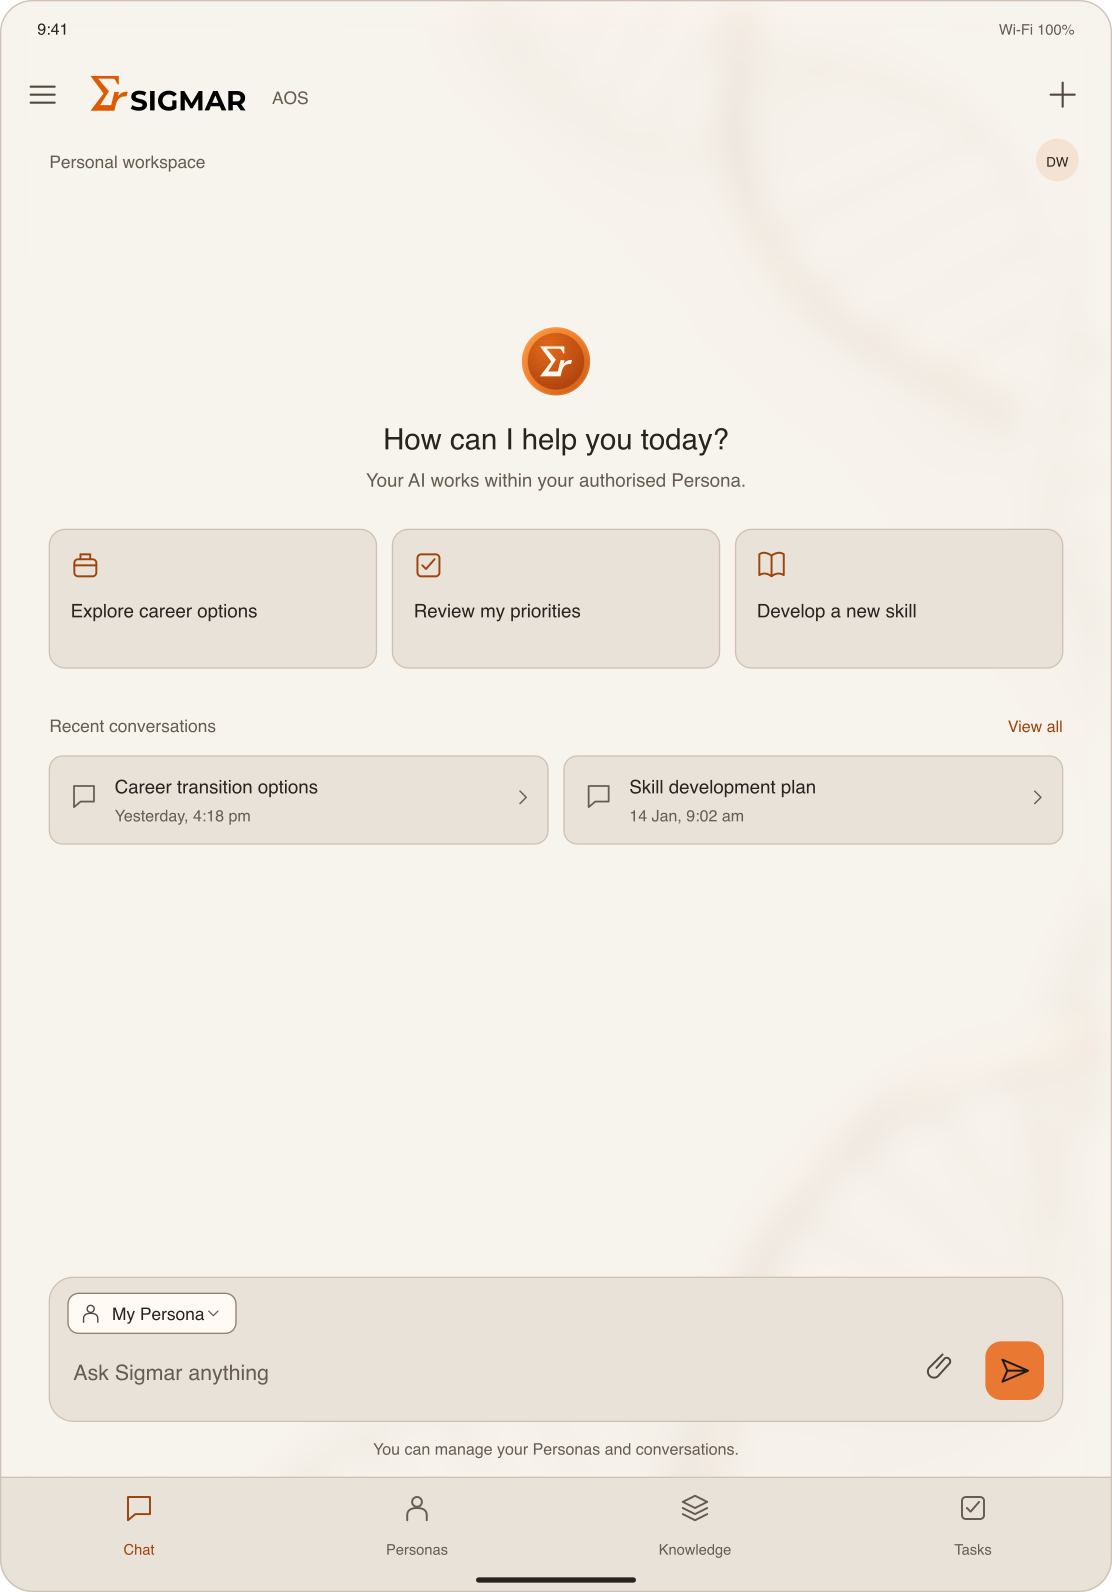 9:41
Wi-Fi 100%
Σr SIGMAR AOS
Personal workspace
DW
Σr
How can I help you today?
Your AI works within your authorised Persona.
Explore career options
Review my priorities
Develop a new skill
Recent conversations
View all
Career transition options
Yesterday, 4:18 pm
Skill development plan
14 Jan, 9:02 am
My Persona
Ask Sigmar anything
You can manage your Personas and conversations.
Chat
Personas
Knowledge
Tasks